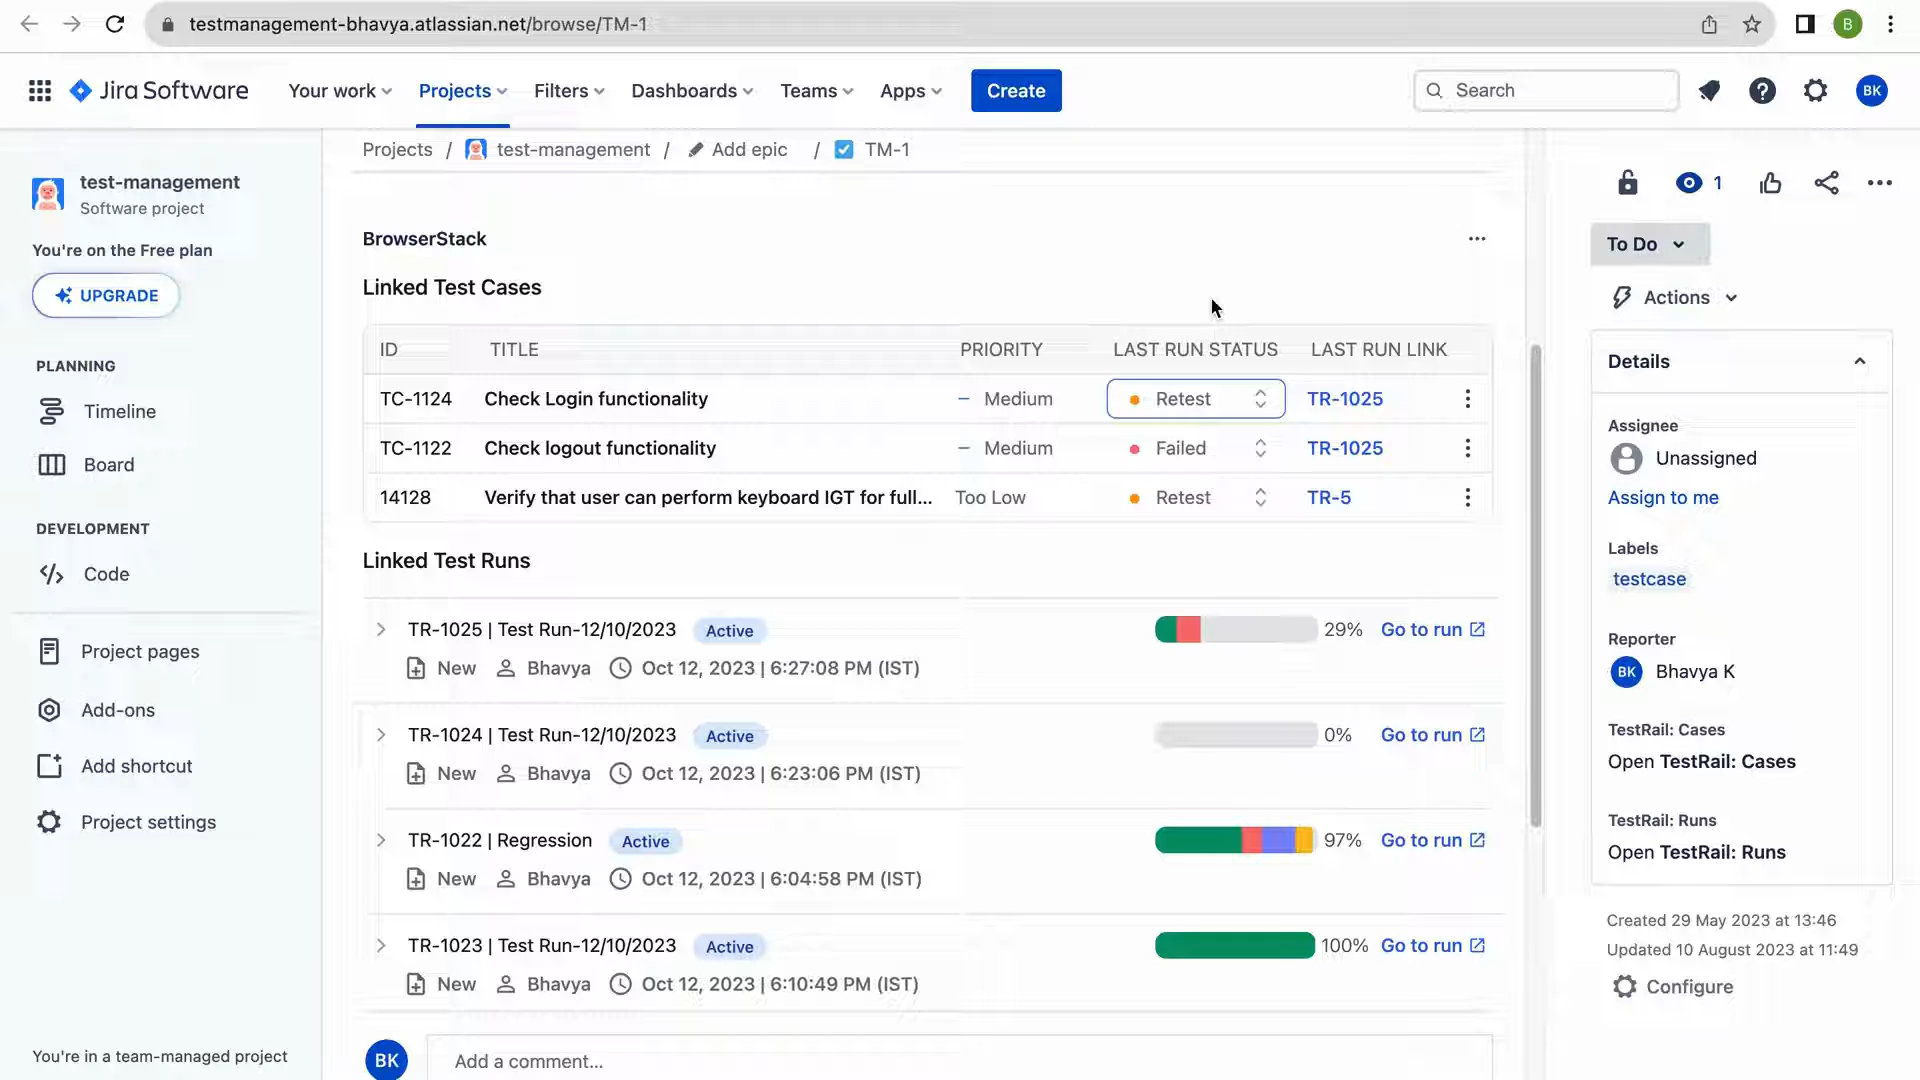 testmanagement-bhavya.atlassian.net/browse/TM-1
B
Jira Software
Your work
Projects
Filters
Dashboards
Teams
Apps
Create
Search
BK
test-management
Software project
You're on the Free plan
UPGRADE
PLANNING
Timeline
Board
DEVELOPMENT
Code
Project pages
Add-ons
Add shortcut
Project settings
You're in a team-managed project
Projects / test-management / Add epic / TM-1
BrowserStack
Linked Test Cases
ID TITLE PRIORITY LAST RUN STATUS LAST RUN LINK
TC-1124 Check Login functionality Medium Retest TR-1025
TC-1122 Check logout functionality Medium Failed TR-1025
14128 Verify that user can perform keyboard IGT for full... Too Low Retest TR-5
Linked Test Runs
TR-1025 | Test Run-12/10/2023 Active 29% Go to run
New Bhavya Oct 12, 2023 | 6:27:08 PM (IST)
TR-1024 | Test Run-12/10/2023 Active 0% Go to run
New Bhavya Oct 12, 2023 | 6:23:06 PM (IST)
TR-1022 | Regression Active 97% Go to run
New Bhavya Oct 12, 2023 | 6:04:58 PM (IST)
TR-1023 | Test Run-12/10/2023 Active 100% Go to run
New Bhavya Oct 12, 2023 | 6:10:49 PM (IST)
BK
Add a comment...
1
To Do
Actions
Details
Assignee
Unassigned
Assign to me
Labels
testcase
Reporter
BK Bhavya K
TestRail: Cases
Open TestRail: Cases
TestRail: Runs
Open TestRail: Runs
Created 29 May 2023 at 13:46
Updated 10 August 2023 at 11:49
Configure